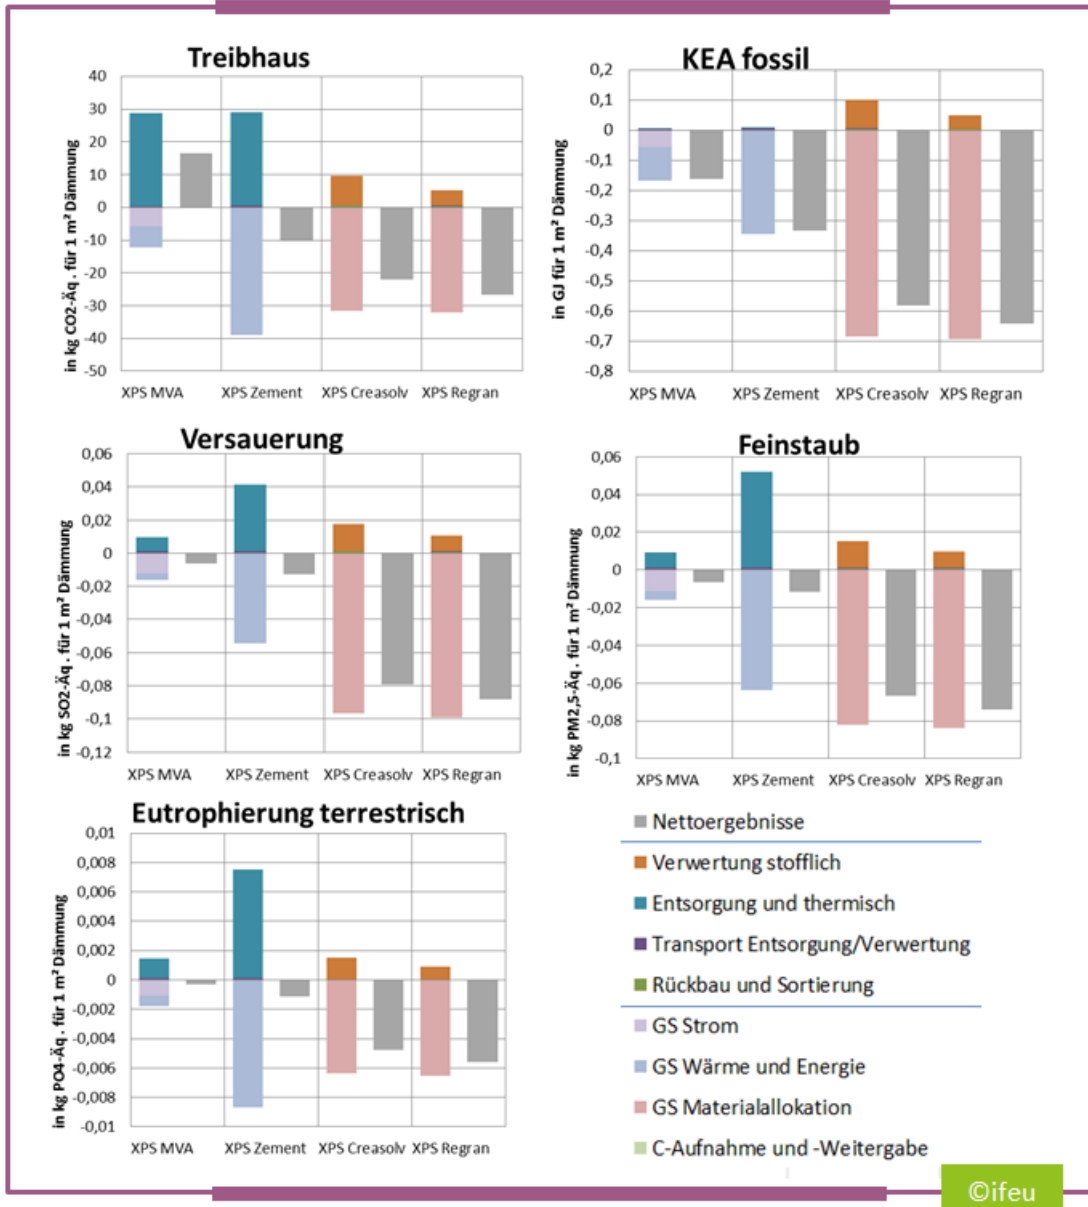 Treibhaus
in kg CO2-Äq . für 1 m² Dämmung
40
30
20
10
0
-10
-20
-30
-40
-50
XPS MVA XPS Zement XPS Creasolv XPS Regran
KEA fossil
in GJ für 1 m² Dämmung
0,2
0,1
0
-0,1
-0,2
-0,3
-0,4
-0,5
-0,6
-0,7
-0,8
XPS MVA XPS Zement XPS Creasolv XPS Regran
Versauerung
in kg SO2-Äq . für 1 m² Dämmung
0,06
0,04
0,02
0
-0,02
-0,04
-0,06
-0,08
-0,1
-0,12
XPS MVA XPS Zement XPS Creasolv XPS Regran
Feinstaub
in kg PM2,5-Äq . für 1 m² Dämmung
0,06
0,04
0,02
0
-0,02
-0,04
-0,06
-0,08
-0,1
XPS MVA XPS Zement XPS Creasolv XPS Regran
Eutrophierung terrestrisch
in kg PO4-Äq . für 1 m² Dämmung
0,01
0,008
0,006
0,004
0,002
0
-0,002
-0,004
-0,006
-0,008
-0,01
XPS MVA XPS Zement XPS Creasolv XPS Regran
Nettoergebnisse
Verwertung stofflich
Entsorgung und thermisch
Transport Entsorgung/Verwertung
Rückbau und Sortierung
GS Strom
GS Wärme und Energie
GS Materialallokation
C-Aufnahme und -Weitergabe
©ifeu